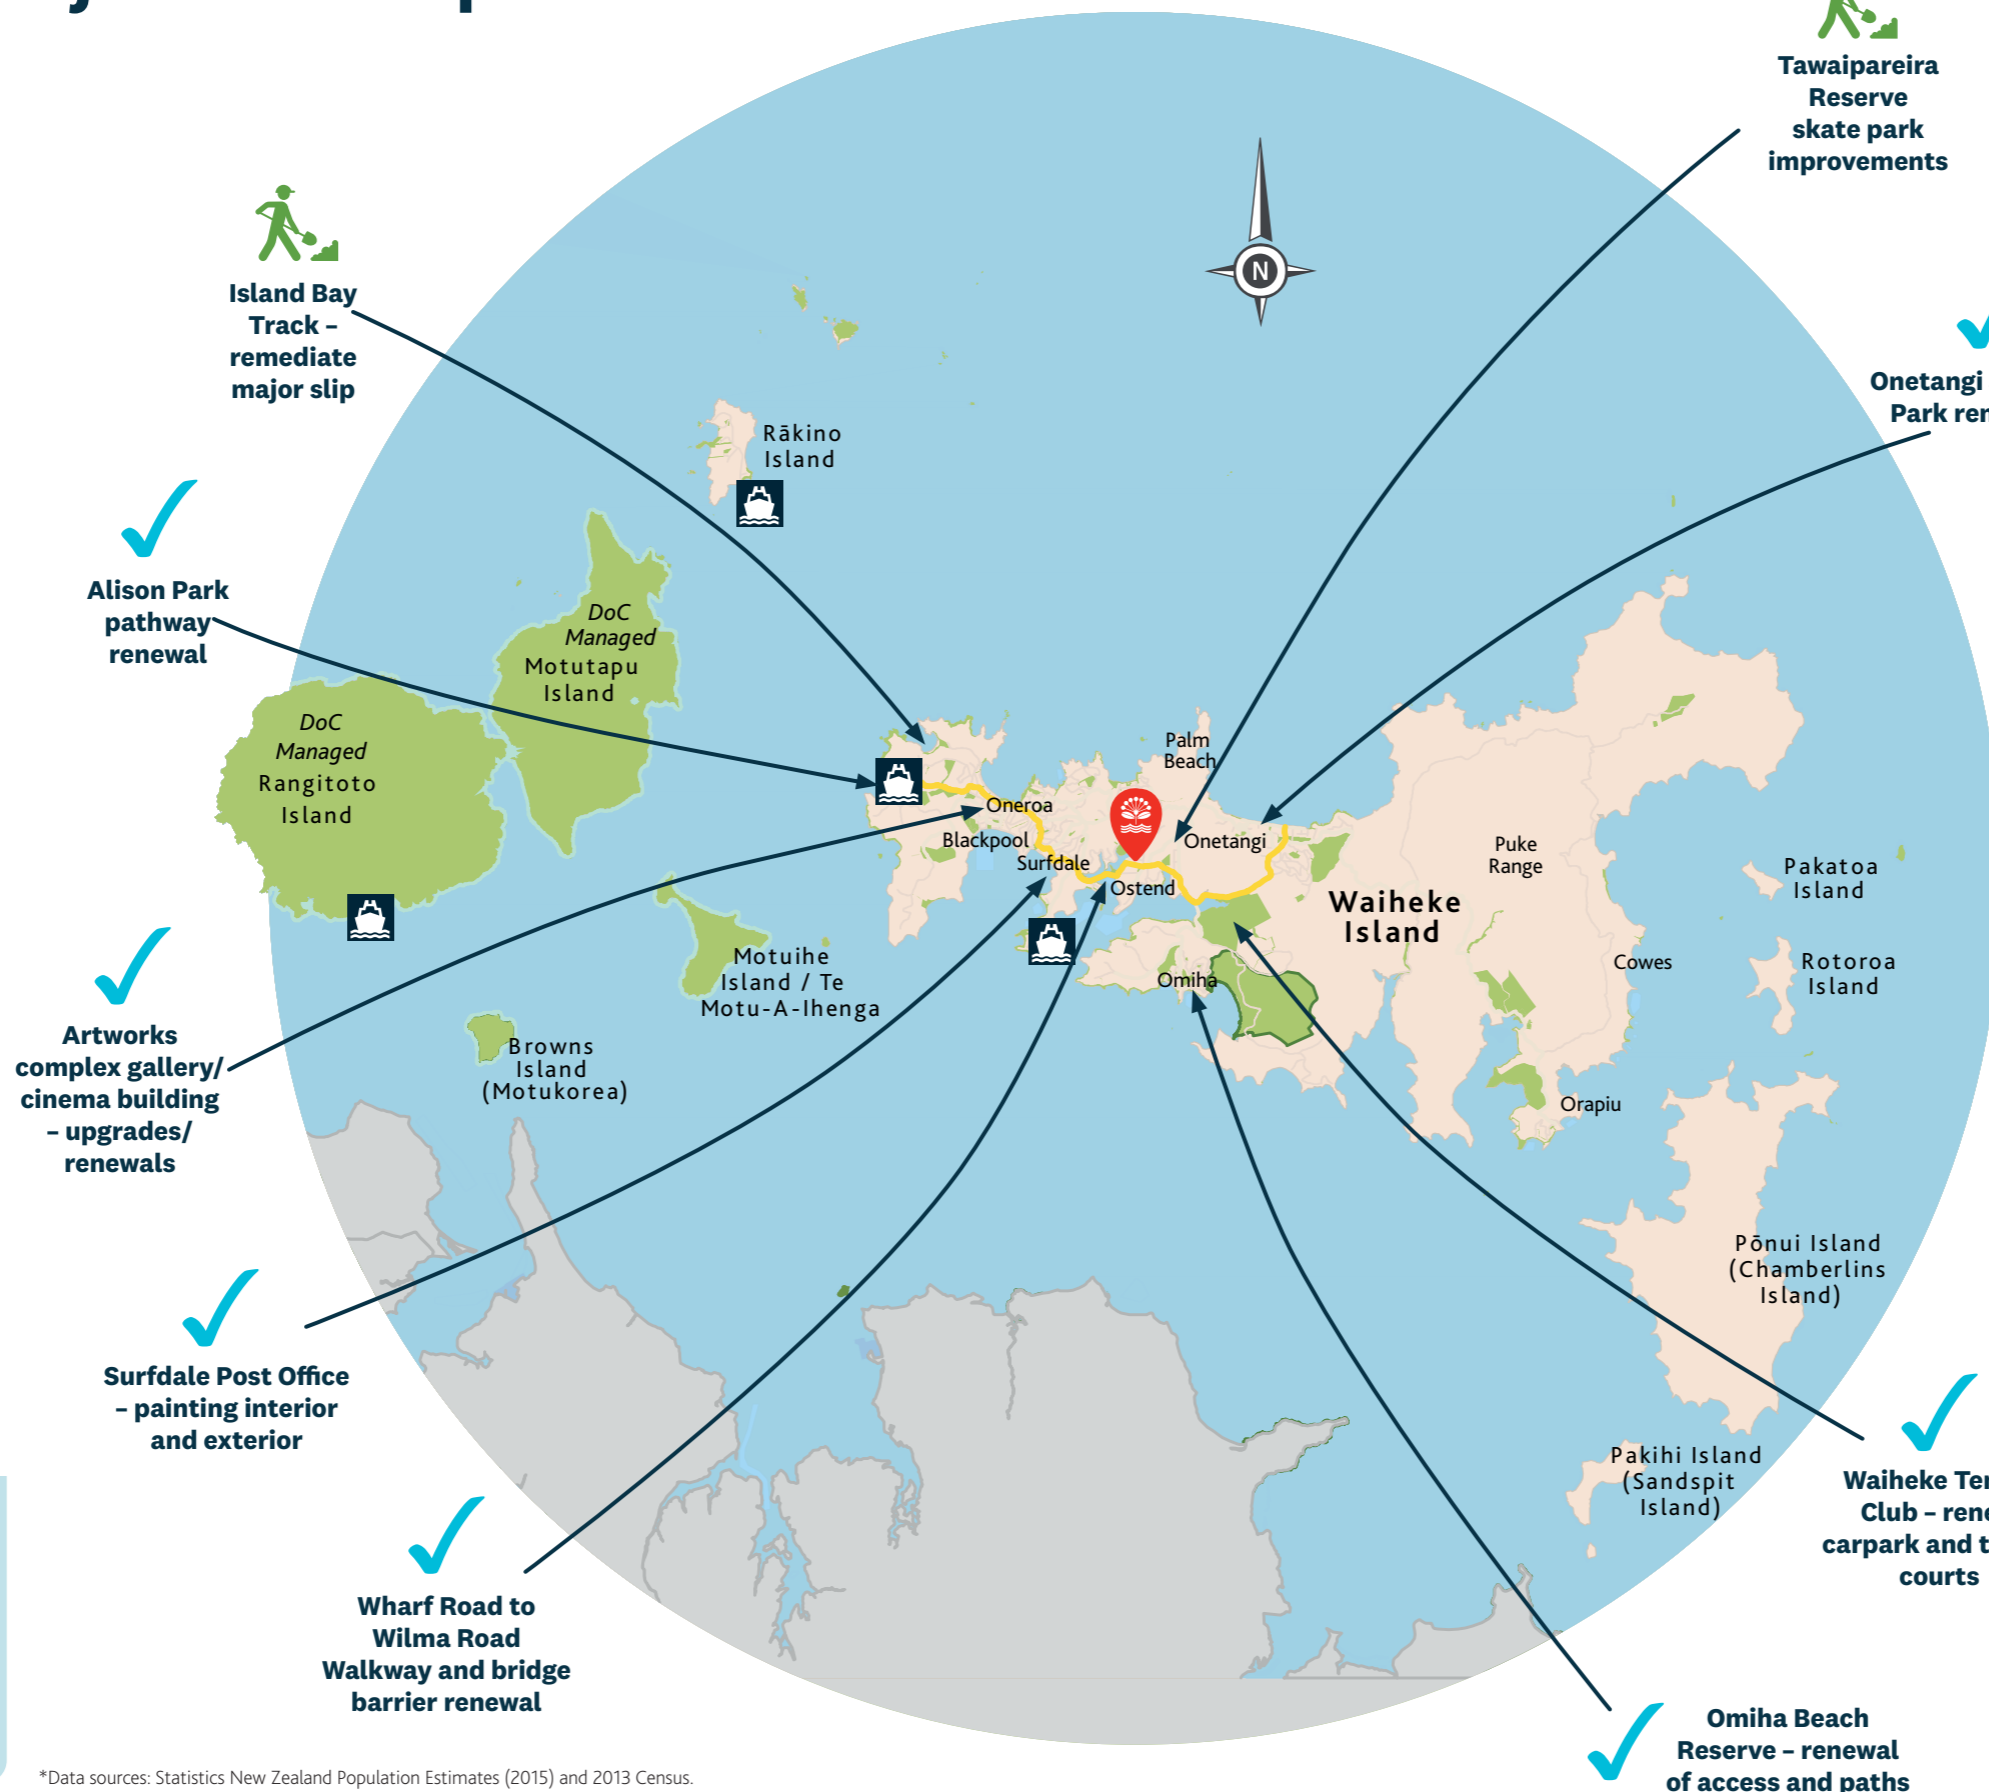 Tawaipareira
Reserve
skate park
improvements
N
Island Bay
Track –
remediate
major slip
Onetangi
Park
Rākino
Island
Alison Park
pathway
renewal
DoC
Managed
Motutapu
Island
DoC
Managed
Rangitoto
Island
Palm
Beach
Oneroa
Blackpool
Surfdale
Onetangi
Ostend
Puke
Range
Waiheke
Island
Pakatoa
Island
Cowes
Rotoroa
Island
Omiha
Motuihe
Island / Te
Motu-A-Ihenga
Browns
Island
(Motukorea)
Orapiu
Artworks
complex gallery/
cinema building
– upgrades/
renewals
Pōnui Island
(Chamberlins
Island)
Surfdale Post Office
– painting interior
and exterior
Pakihi Island
(Sandspit
Island)
Waiheke
Club –
carpark and
courts
Wharf Road to
Wilma Road
Walkway and bridge
barrier renewal
Omiha Beach
Reserve – renewal
of access and paths
*Data sources: Statistics New Zealand Population Estimates (2015) and 2013 Census.